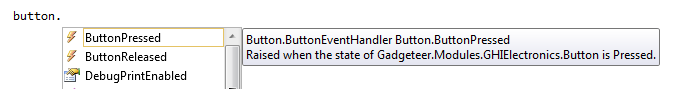 button.
ButtonPressed
ButtonReleased
DebugPrintEnabled
Button.ButtonEventHandler Button.ButtonPressed
Raised when the state of Gadgeteer.Modules.GHIElectronics.Button is Pressed.